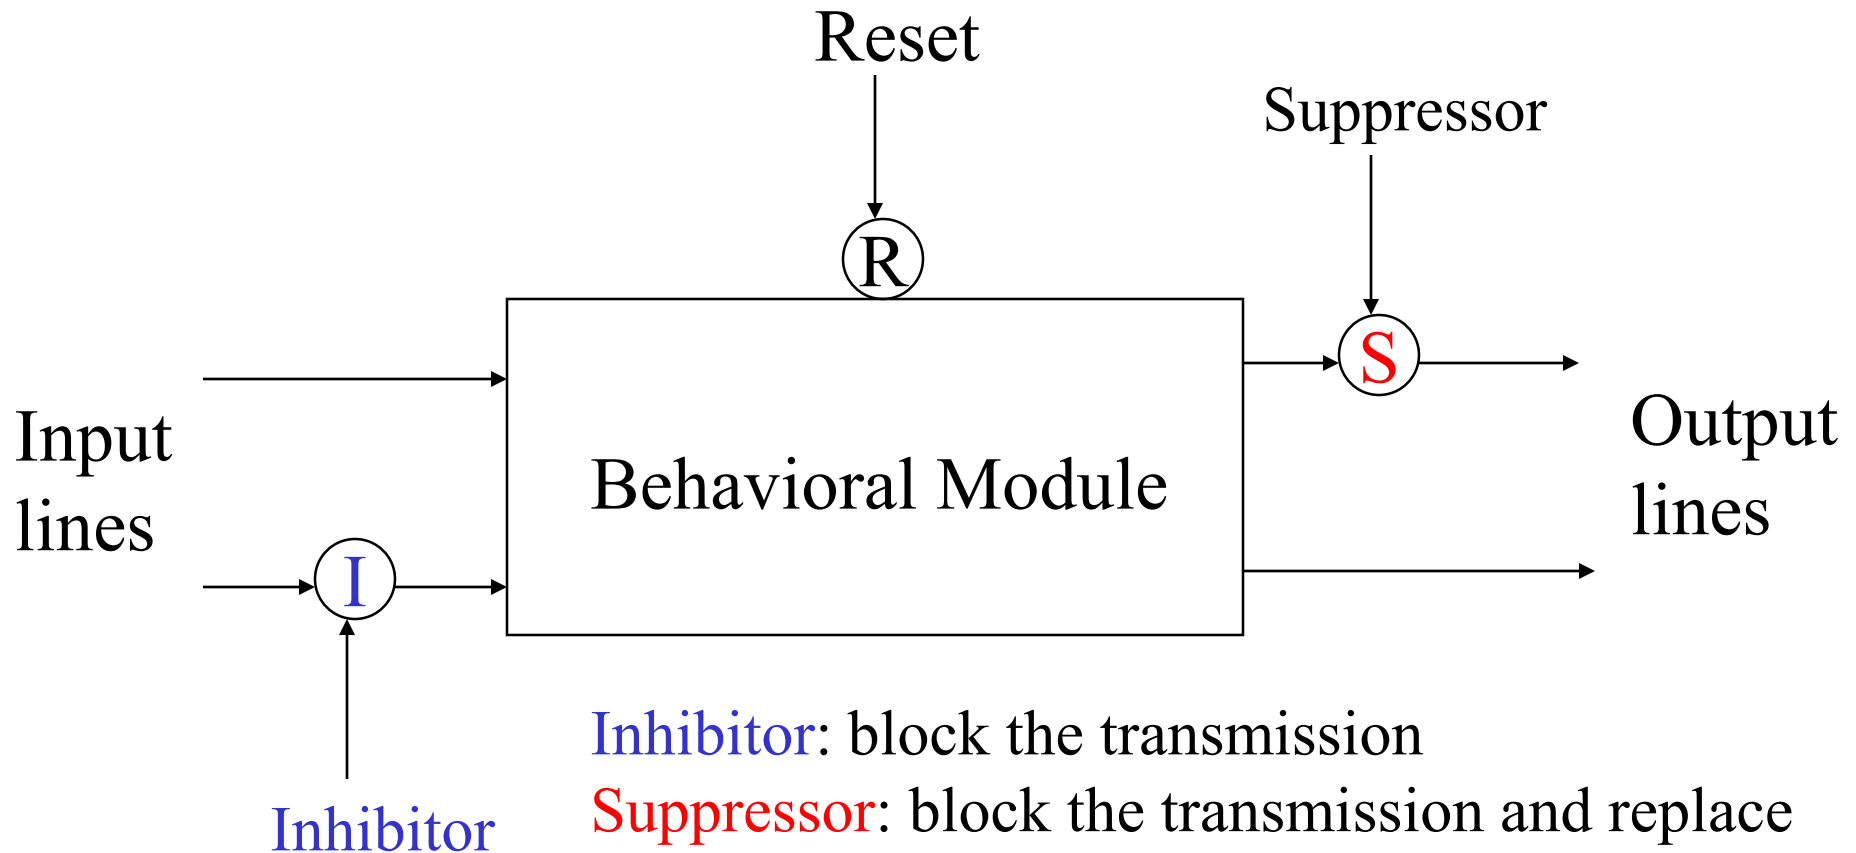 Reset
Suppressor
R
S
Input
lines
Output
lines
Behavioral Module
I
Inhibitor: block the transmission
Suppressor: block the transmission and replace
Inhibitor